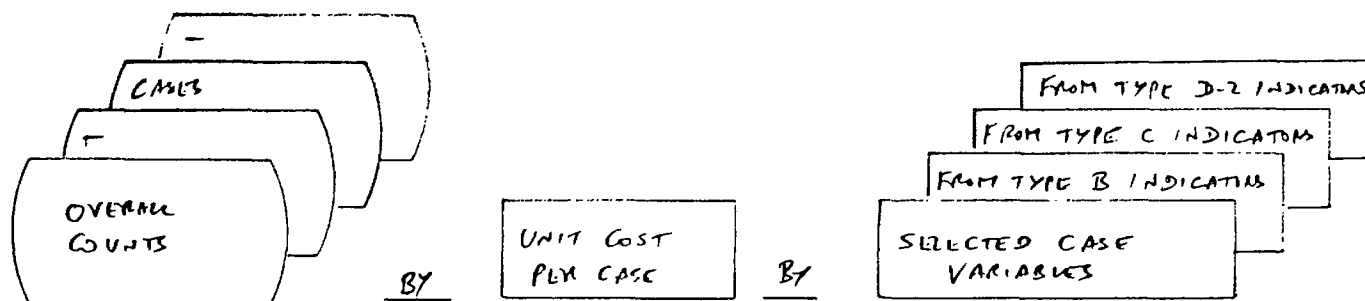 CASES
OVERALL
COUNTS
BY
UNIT COST
PER CASE
BY
FROM TYPE D-2 INDICATORS
FROM TYPE C INDICATORS
FROM TYPE B INDICATORS
SELECTED CASE
VARIABLES